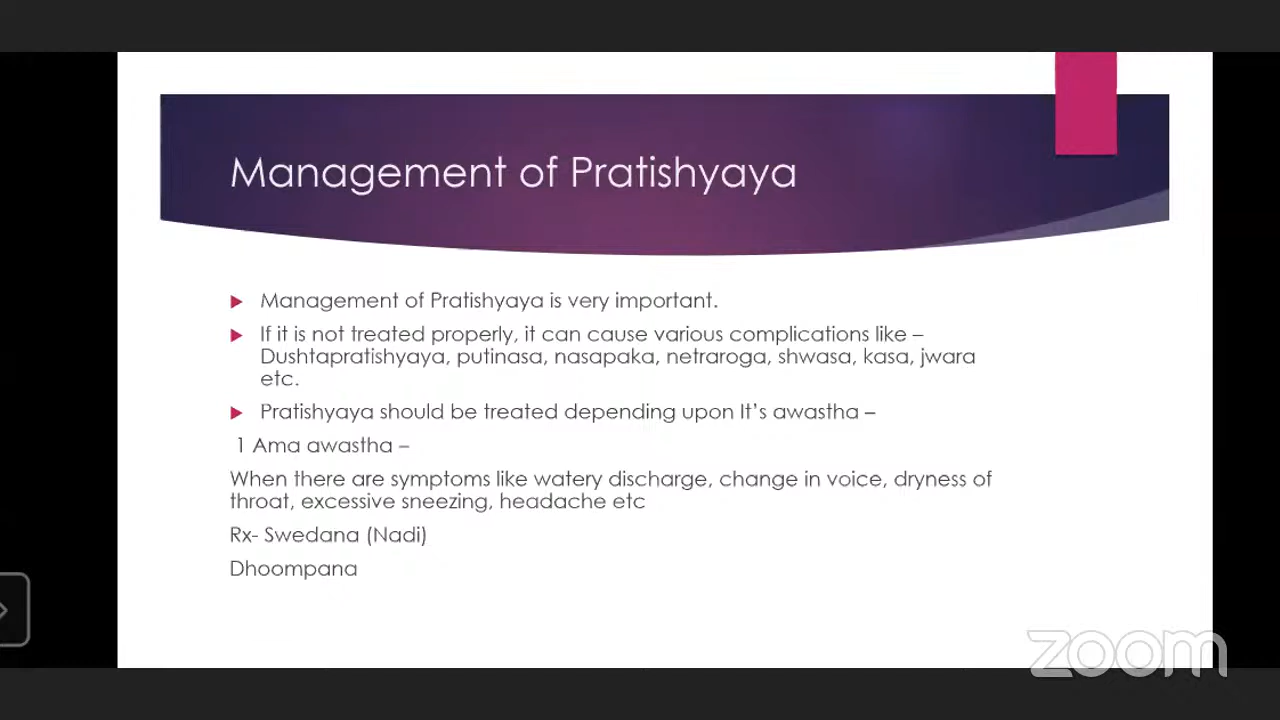 Management of Pratishyaya
Management of Pratishyaya is very important.
If it is not treated properly, it can cause various complications like –
Dushtapratishyaya, putinasa, nasapaka, netraroga, shwasa, kasa, jwara
etc.
Pratishyaya should be treated depending upon It's awastha –
1 Ama awastha –
When there are symptoms like watery discharge, change in voice, dryness of
throat, excessive sneezing, headache etc
Rx- Swedana (Nadi)
Dhoompana
zoom